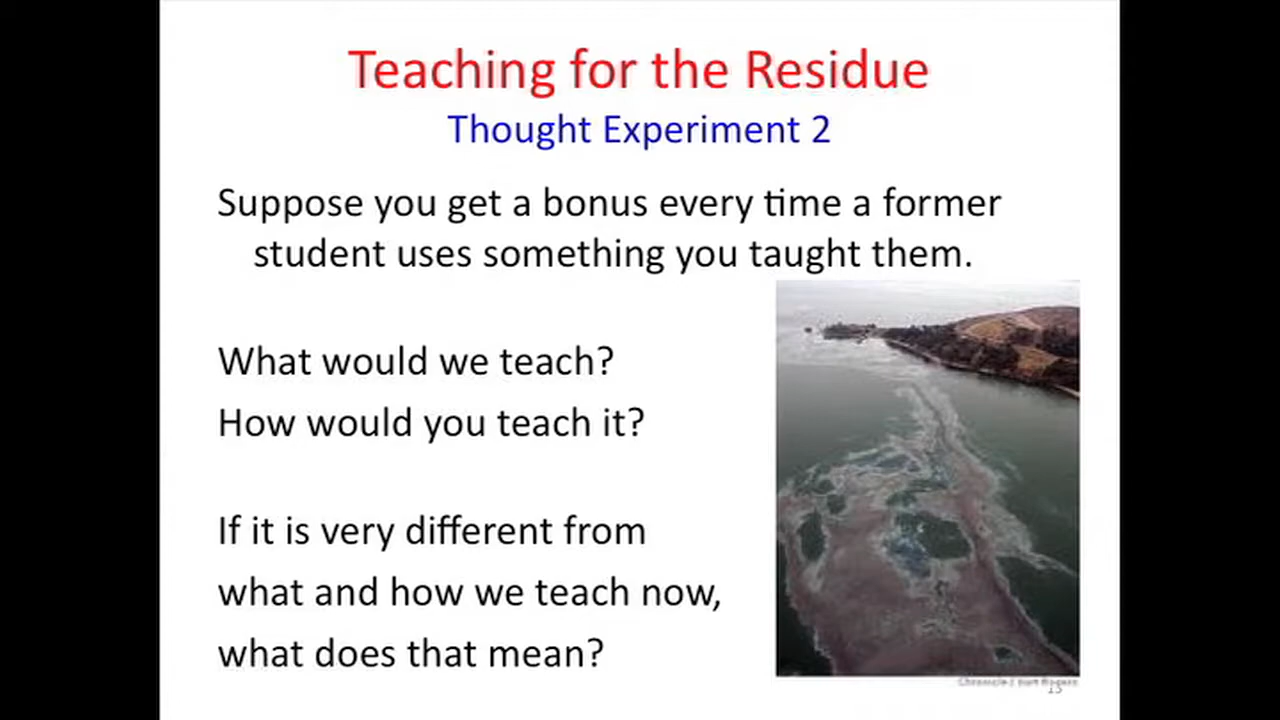 Teaching for the Residue
Thought Experiment 2
Suppose you get a bonus every time a former
student uses something you taught them.
What would we teach?
How would you teach it?
If it is very different from
what and how we teach now,
what does that mean?
Chronicle /
15